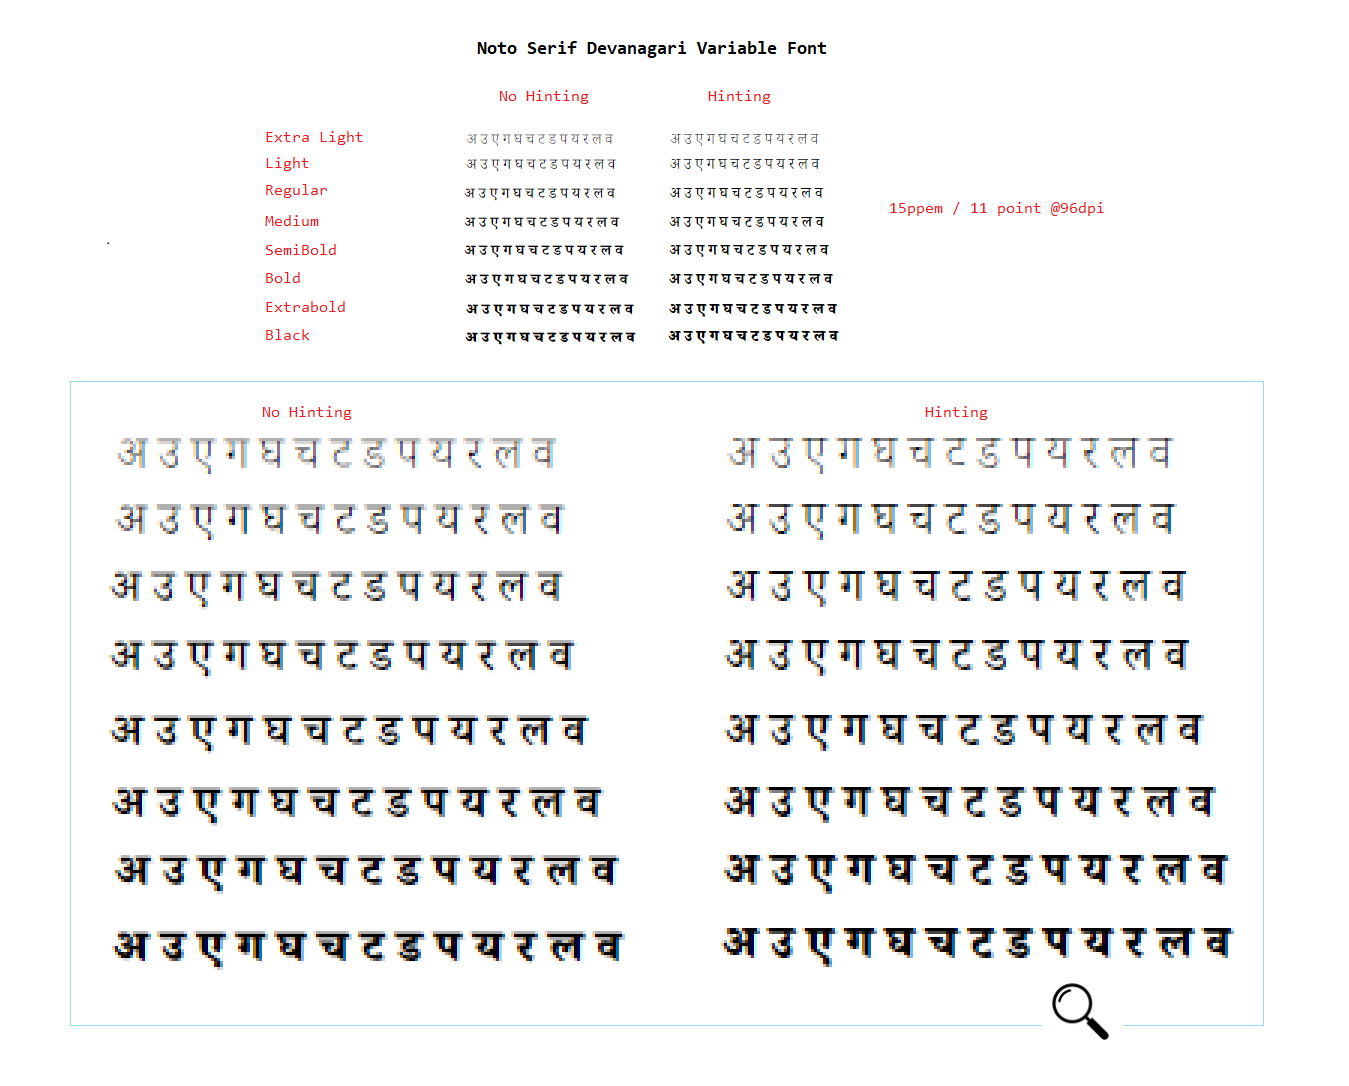 Noto Serif Devanagari Variable Font
No Hinting Hinting
Extra Light अ उ ए ग घ च ट ड प य र ल व अ उ ए ग घ च ट ड प य र ल व
Light अ उ ए ग घ च ट ड प य र ल व अ उ ए ग घ च ट ड प य र ल व
Regular अ उ ए ग घ च ट ड प य र ल व अ उ ए ग घ च ट ड प य र ल व
15ppem / 11 point @96dpi
Medium अ उ ए ग घ च ट ड प य र ल व अ उ ए ग घ च ट ड प य र ल व
SemiBold अ उ ए ग घ च ट ड प य र ल व अ उ ए ग घ च ट ड प य र ल व
Bold अ उ ए ग घ च ट ड प य र ल व अ उ ए ग घ च ट ड प य र ल व
Extrabold अ उ ए ग घ च ट ड प य र ल व अ उ ए ग घ च ट ड प य र ल व
Black अ उ ए ग घ च ट ड प य र ल व अ उ ए ग घ च ट ड प य र ल व
No Hinting Hinting
अ उ ए ग घ च ट ड प य र ल व अ उ ए ग घ च ट ड प य र ल व
अ उ ए ग घ च ट ड प य र ल व अ उ ए ग घ च ट ड प य र ल व
अ उ ए ग घ च ट ड प य र ल व अ उ ए ग घ च ट ड प य र ल व
अ उ ए ग घ च ट ड प य र ल व अ उ ए ग घ च ट ड प य र ल व
अ उ ए ग घ च ट ड प य र ल व अ उ ए ग घ च ट ड प य र ल व
अ उ ए ग घ च ट ड प य र ल व अ उ ए ग घ च ट ड प य र ल व
अ उ ए ग घ च ट ड प य र ल व अ उ ए ग घ च ट ड प य र ल व
अ उ ए ग घ च ट ड प य र ल व अ उ ए ग घ च ट ड प य र ल व